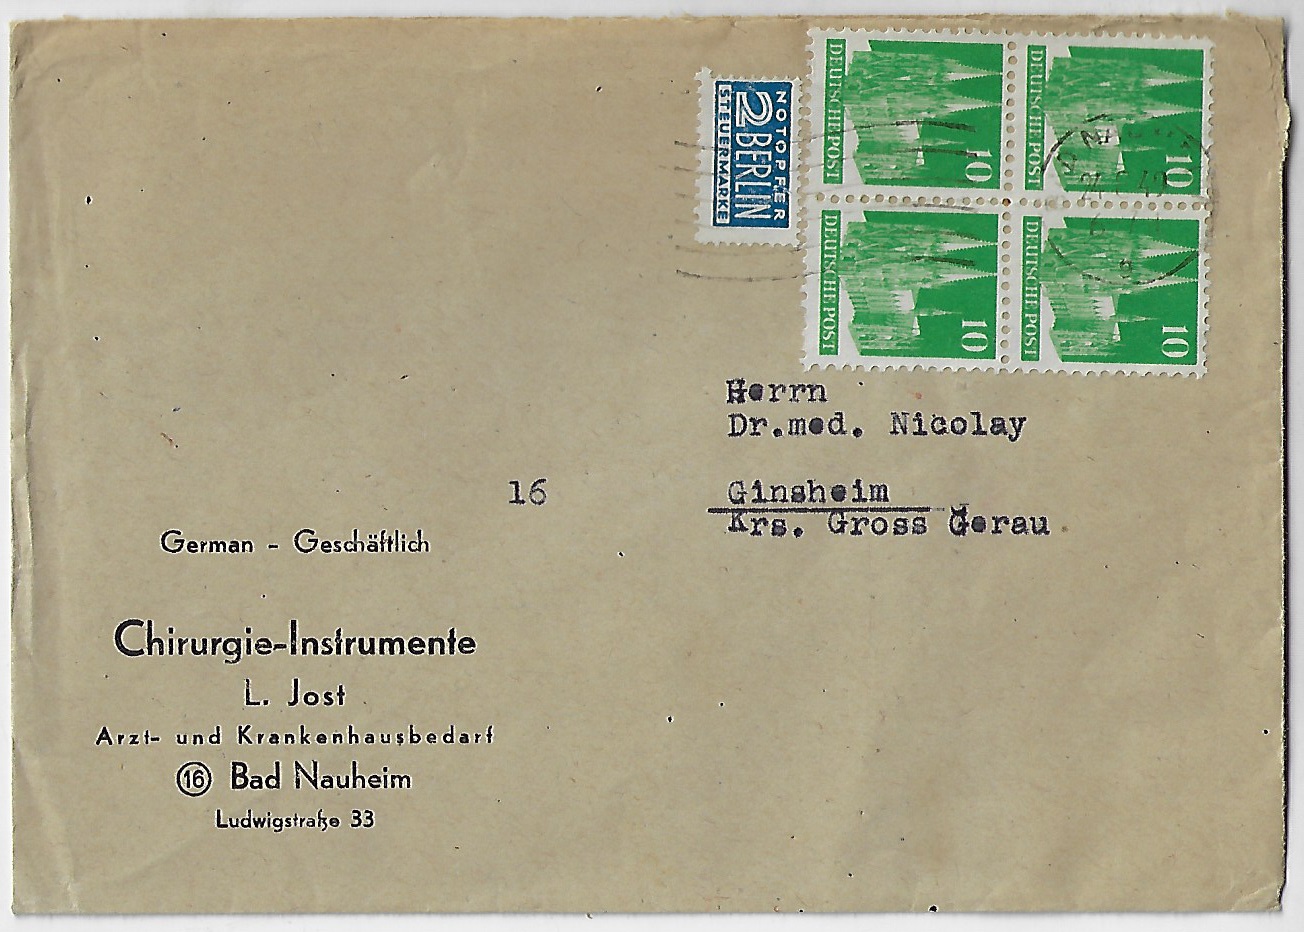 NOTOPFER
2 BERLIN
STEUERMARKE
DEUTSCHE POST
10
DEUTSCHE POST
10
DEUTSCHE POST
10
DEUTSCHE POST
10
Herrn
Dr.med. Nicolay
16
Ginsheim
Krs. Gross Gerau
German - Geschäftlich
Chirurgie-Instrumente
L. Jost
Arzt- und Krankenhausbedarf
16 Bad Nauheim
Ludwigstraße 33